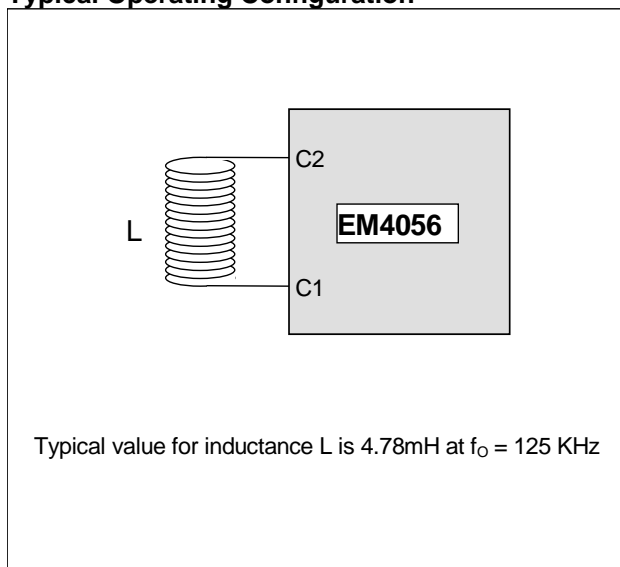 Typical Operating Configuration
C2
L
EM4056
C1
Typical value for inductance L is 4.78mH at fO = 125 KHz